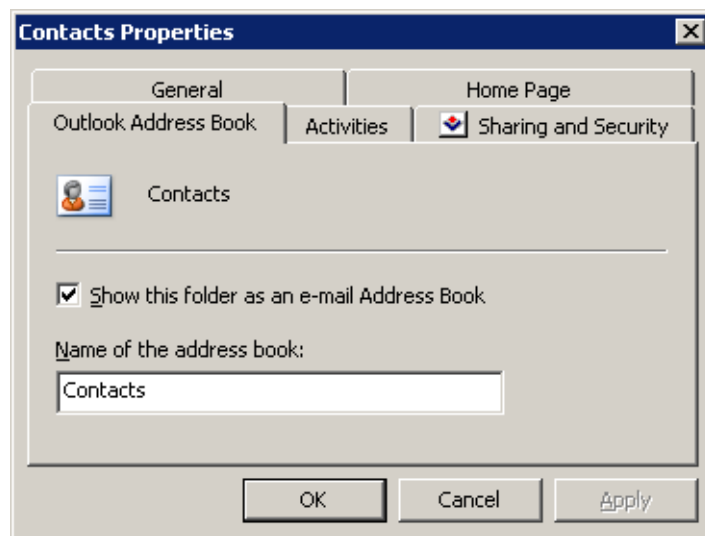 Contacts Properties
General Home Page
Outlook Address Book Activities Sharing and Security
Contacts
Show this folder as an e-mail Address Book
Name of the address book:
Contacts
OK Cancel Apply